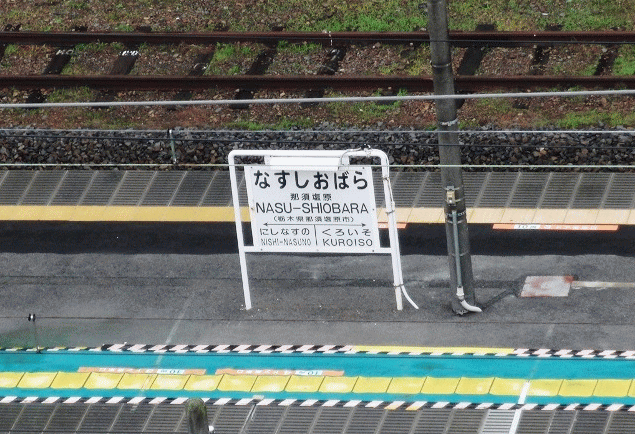 なすしおばら
那須塩原
NASU-SHIOBARA
(栃木県那須塩原市)
にしなすの くろいそ
NISHI-NASUNO KUROISO